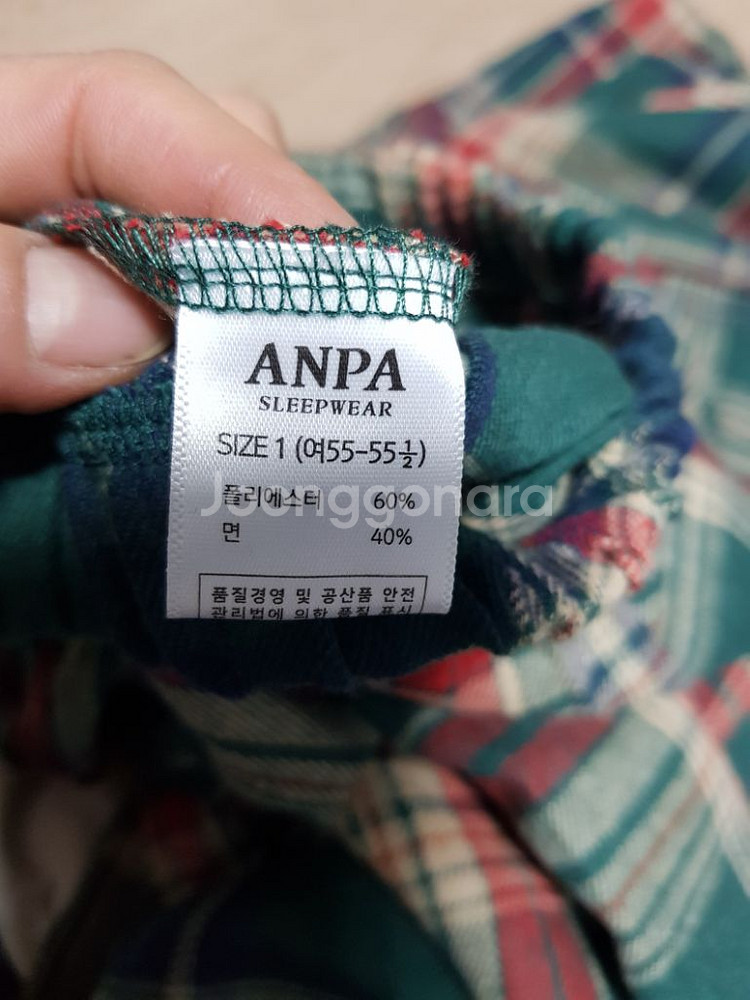 ANPA
SLEEPWEAR
SIZE 1 (여55-55½)
폴리에스터 60%
면 40%
Joonggonara
품질경영 및 공산품 안전
관리법에 의한 품질 표시